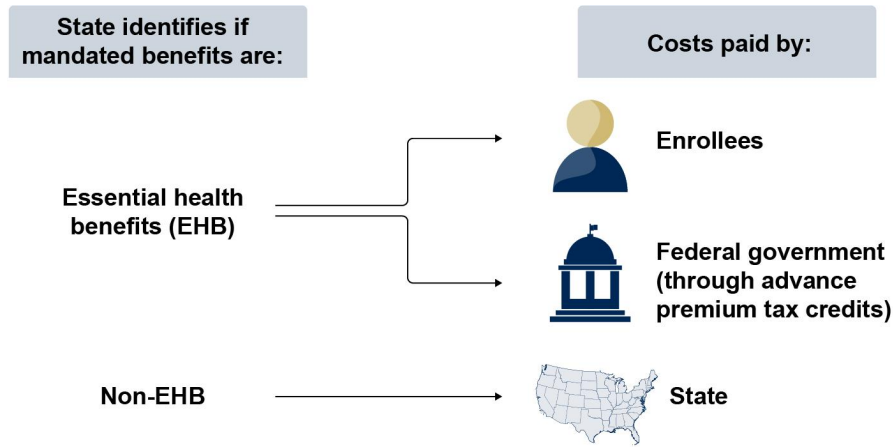 State identifies if
mandated benefits are:
Costs paid by:
Essential health
benefits (EHB)
Enrollees
Federal government
(through advance
premium tax credits)
Non-EHB
State